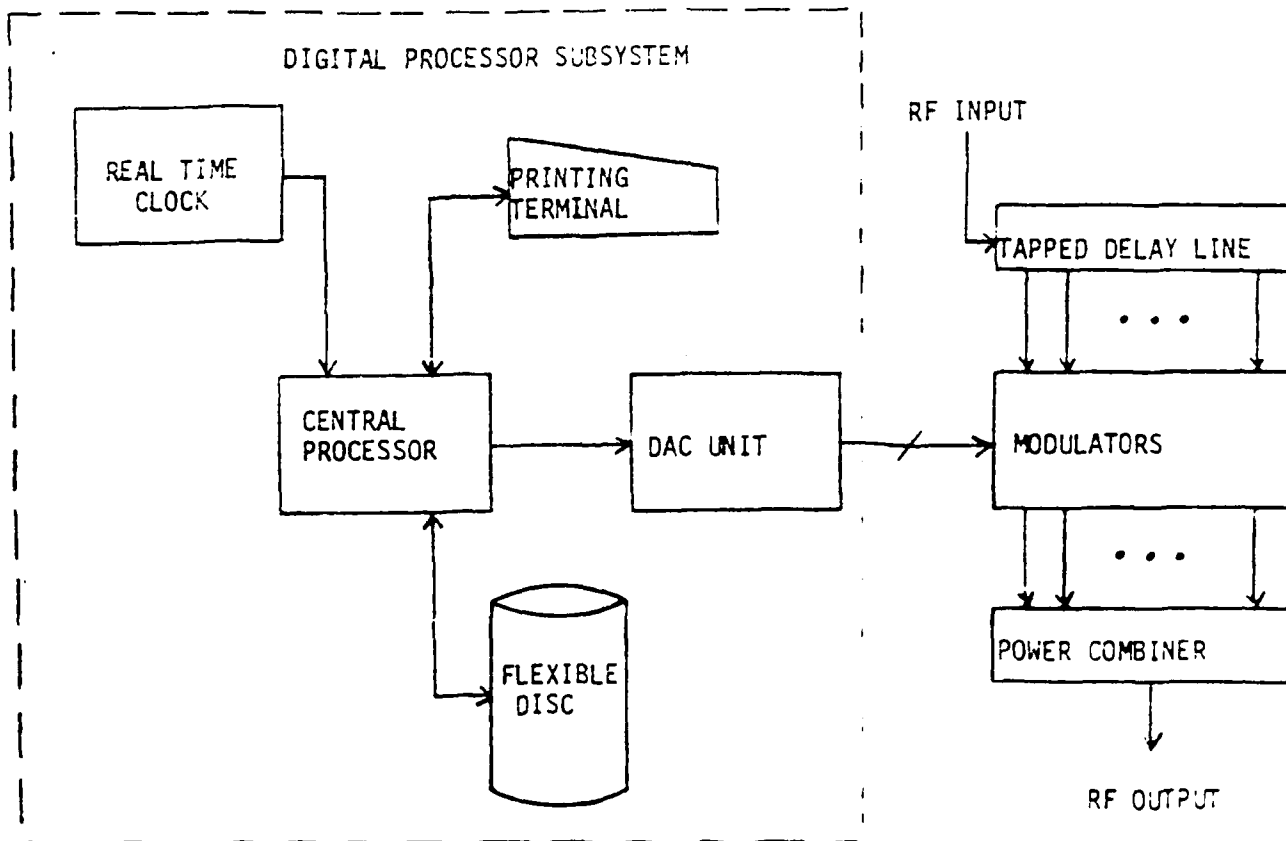 DIGITAL PROCESSOR SUBSYSTEM
RF INPUT
REAL TIME
CLOCK
PRINTING
TERMINAL
TAPPED DELAY LINE
CENTRAL
PROCESSOR
DAC UNIT
MODULATORS
POWER COMBINER
FLEXIBLE
DISC
RF OUTPUT